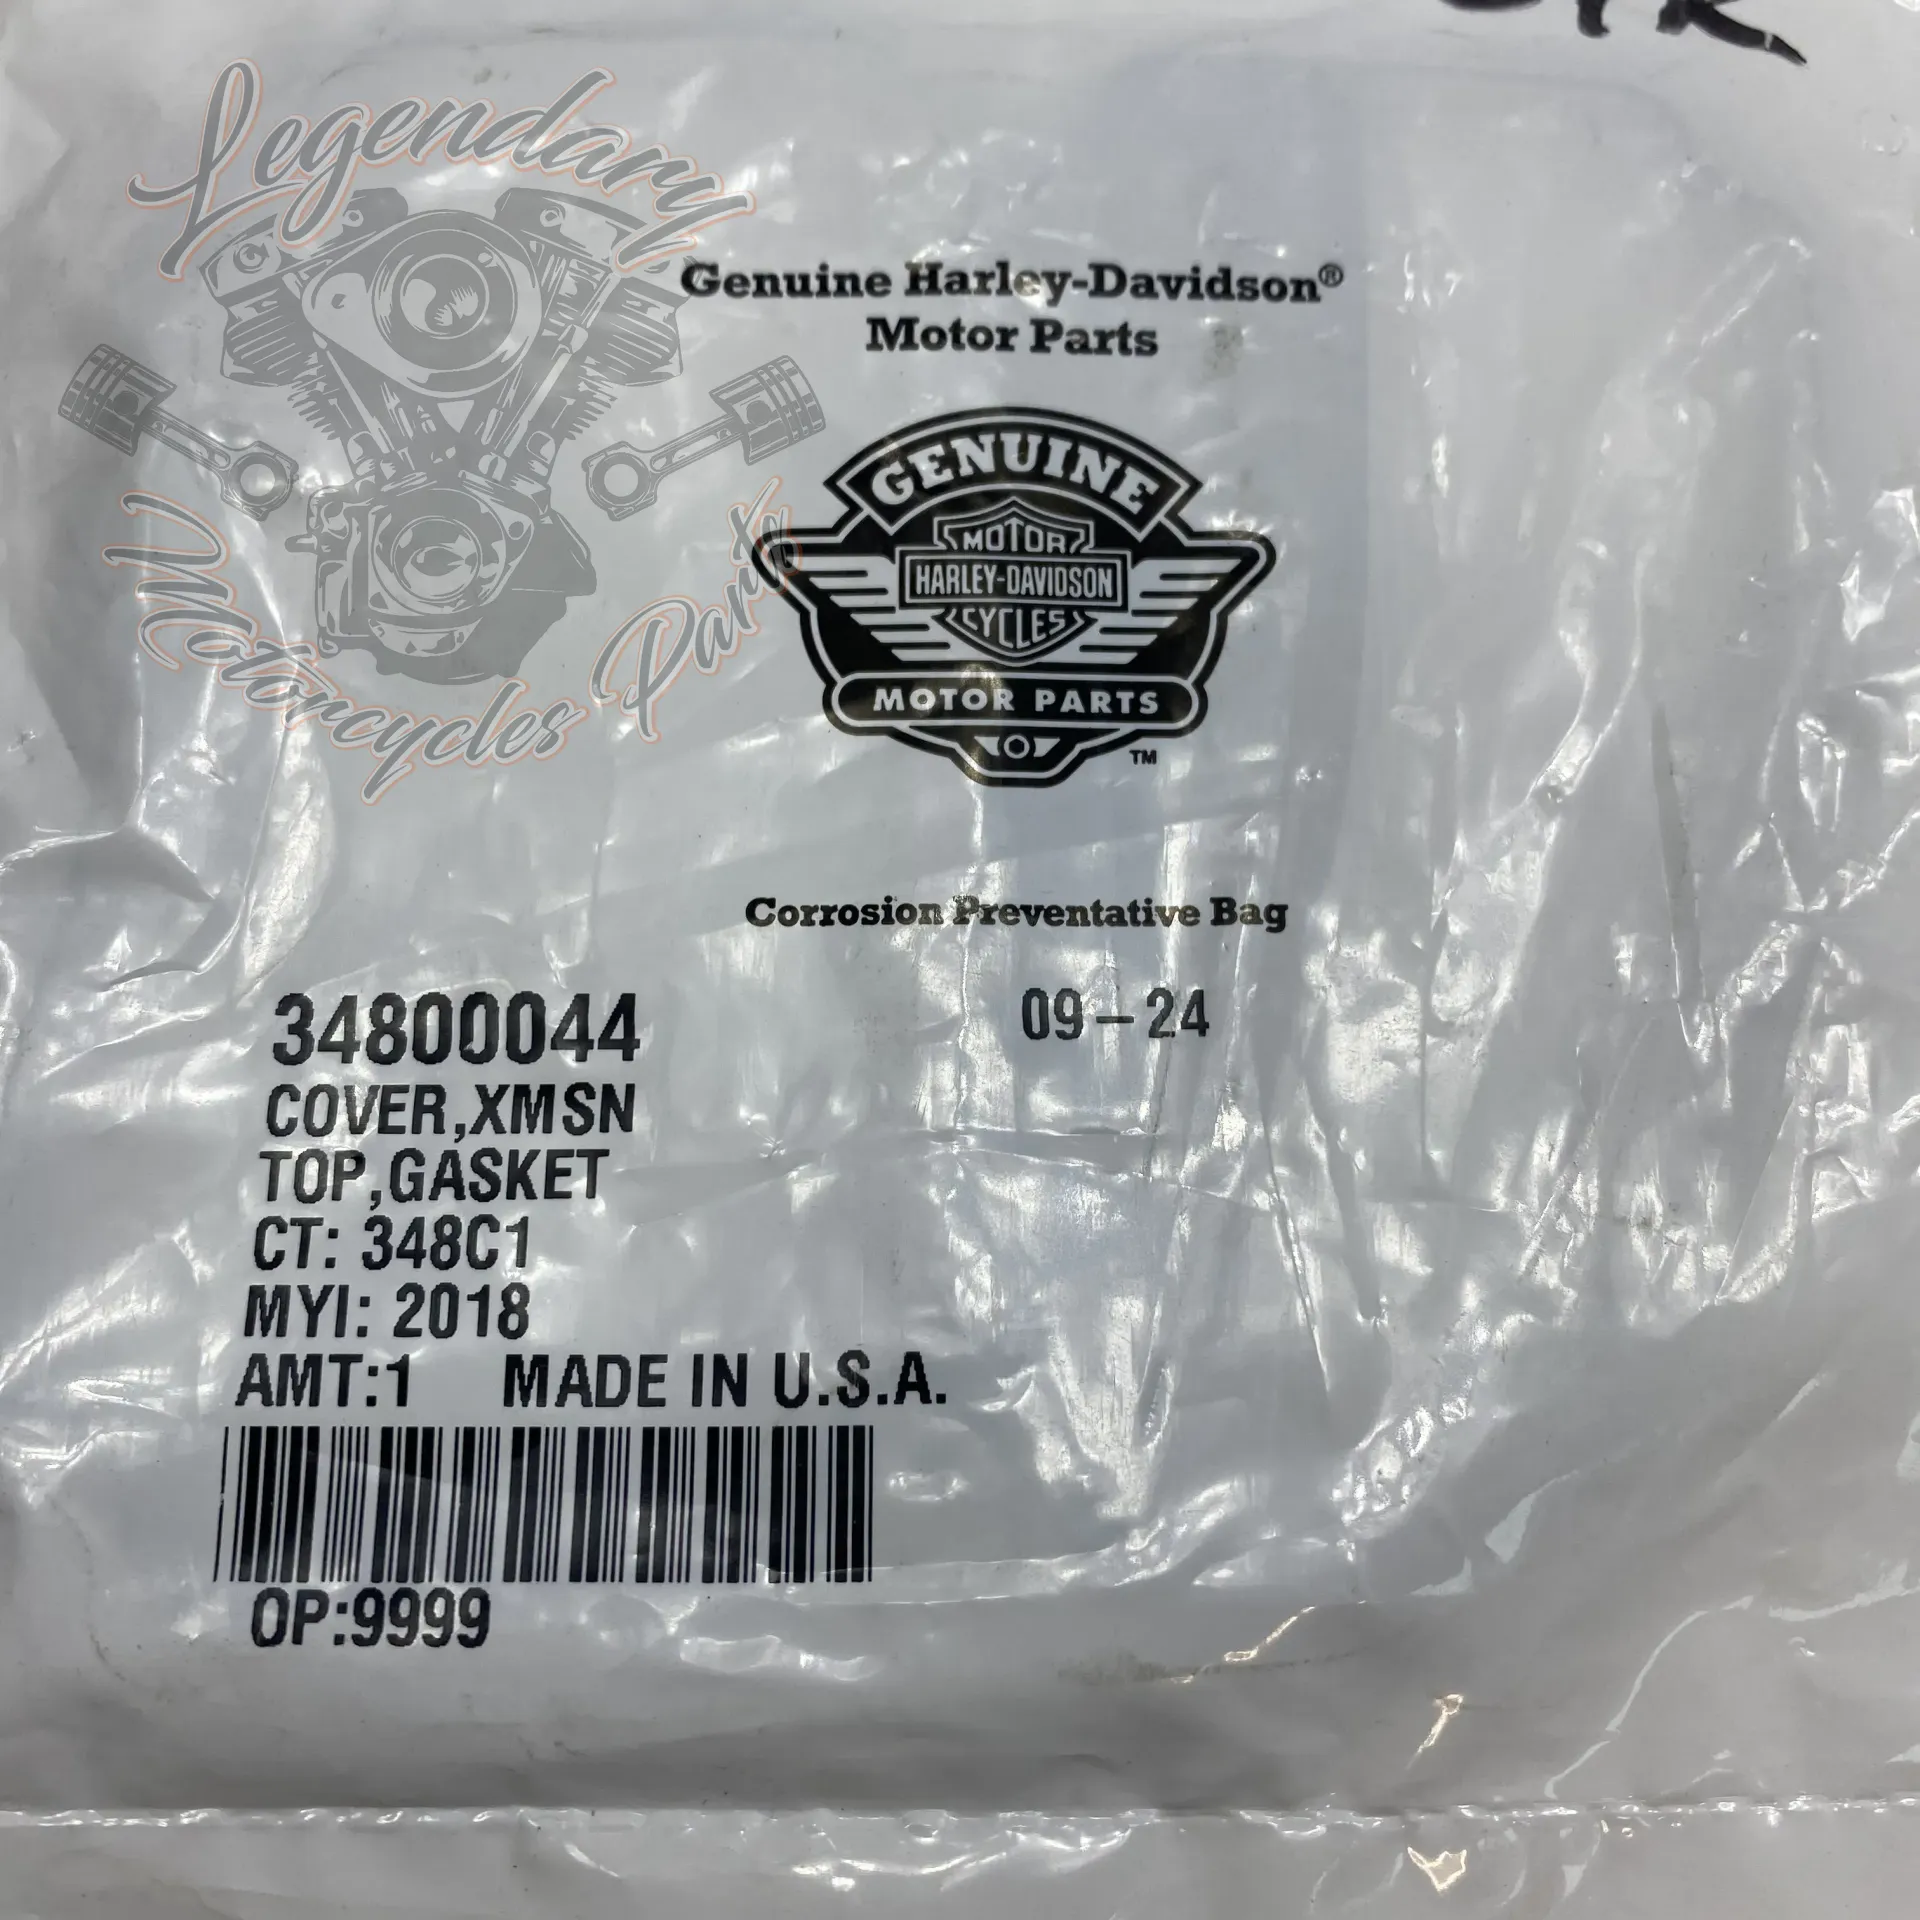 Legendary
Motorcycles Parts
Genuine Harley-Davidson®
Motor Parts
GENUINE
MOTOR
HARLEY-DAVIDSON
CYCLES
MOTOR PARTS
TM
Corrosion Preventative Bag
34800044
09-24
COVER,XMSN
TOP,GASKET
CT: 348C1
MYI: 2018
AMT:1 MADE IN U.S.A.
OP:9999